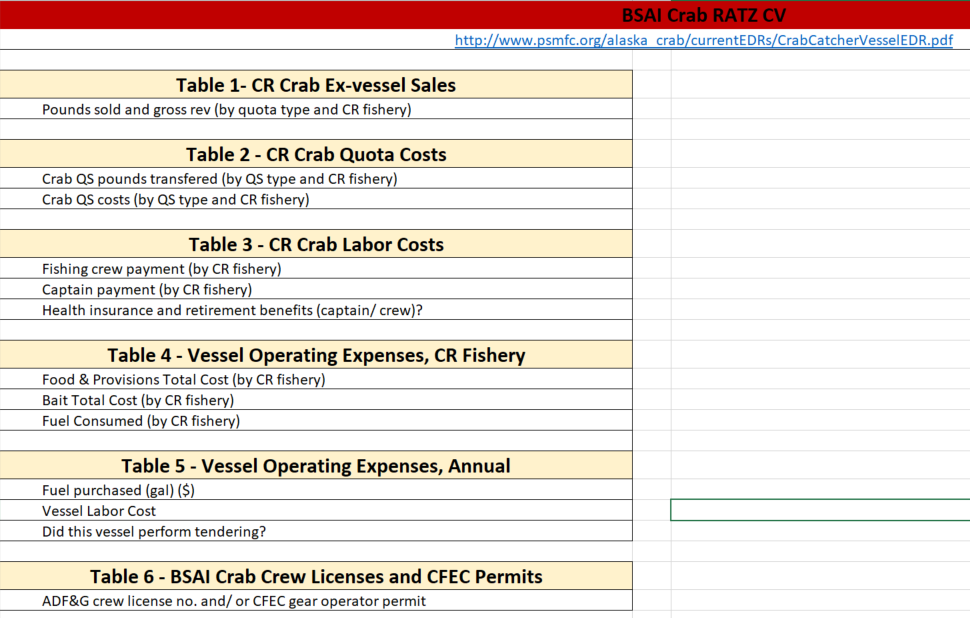 BSAI Crab RATZ CV
http://www.psmfc.org/alaska_crab/currentEDRs/CrabCatcherVesselEDR.pdf
Table 1- CR Crab Ex-vessel Sales
Pounds sold and gross rev (by quota type and CR fishery)
Table 2 - CR Crab Quota Costs
Crab QS pounds transfered (by QS type and CR fishery)
Crab QS costs (by QS type and CR fishery)
Table 3 - CR Crab Labor Costs
Fishing crew payment (by CR fishery)
Captain payment (by CR fishery)
Health insurance and retirement benefits (captain/ crew)?
Table 4 - Vessel Operating Expenses, CR Fishery
Food & Provisions Total Cost (by CR fishery)
Bait Total Cost (by CR fishery)
Fuel Consumed (by CR fishery)
Table 5 - Vessel Operating Expenses, Annual
Fuel purchased (gal) ($)
Vessel Labor Cost
Did this vessel perform tendering?
Table 6 - BSAI Crab Crew Licenses and CFEC Permits
ADF&G crew license no. and/ or CFEC gear operator permit